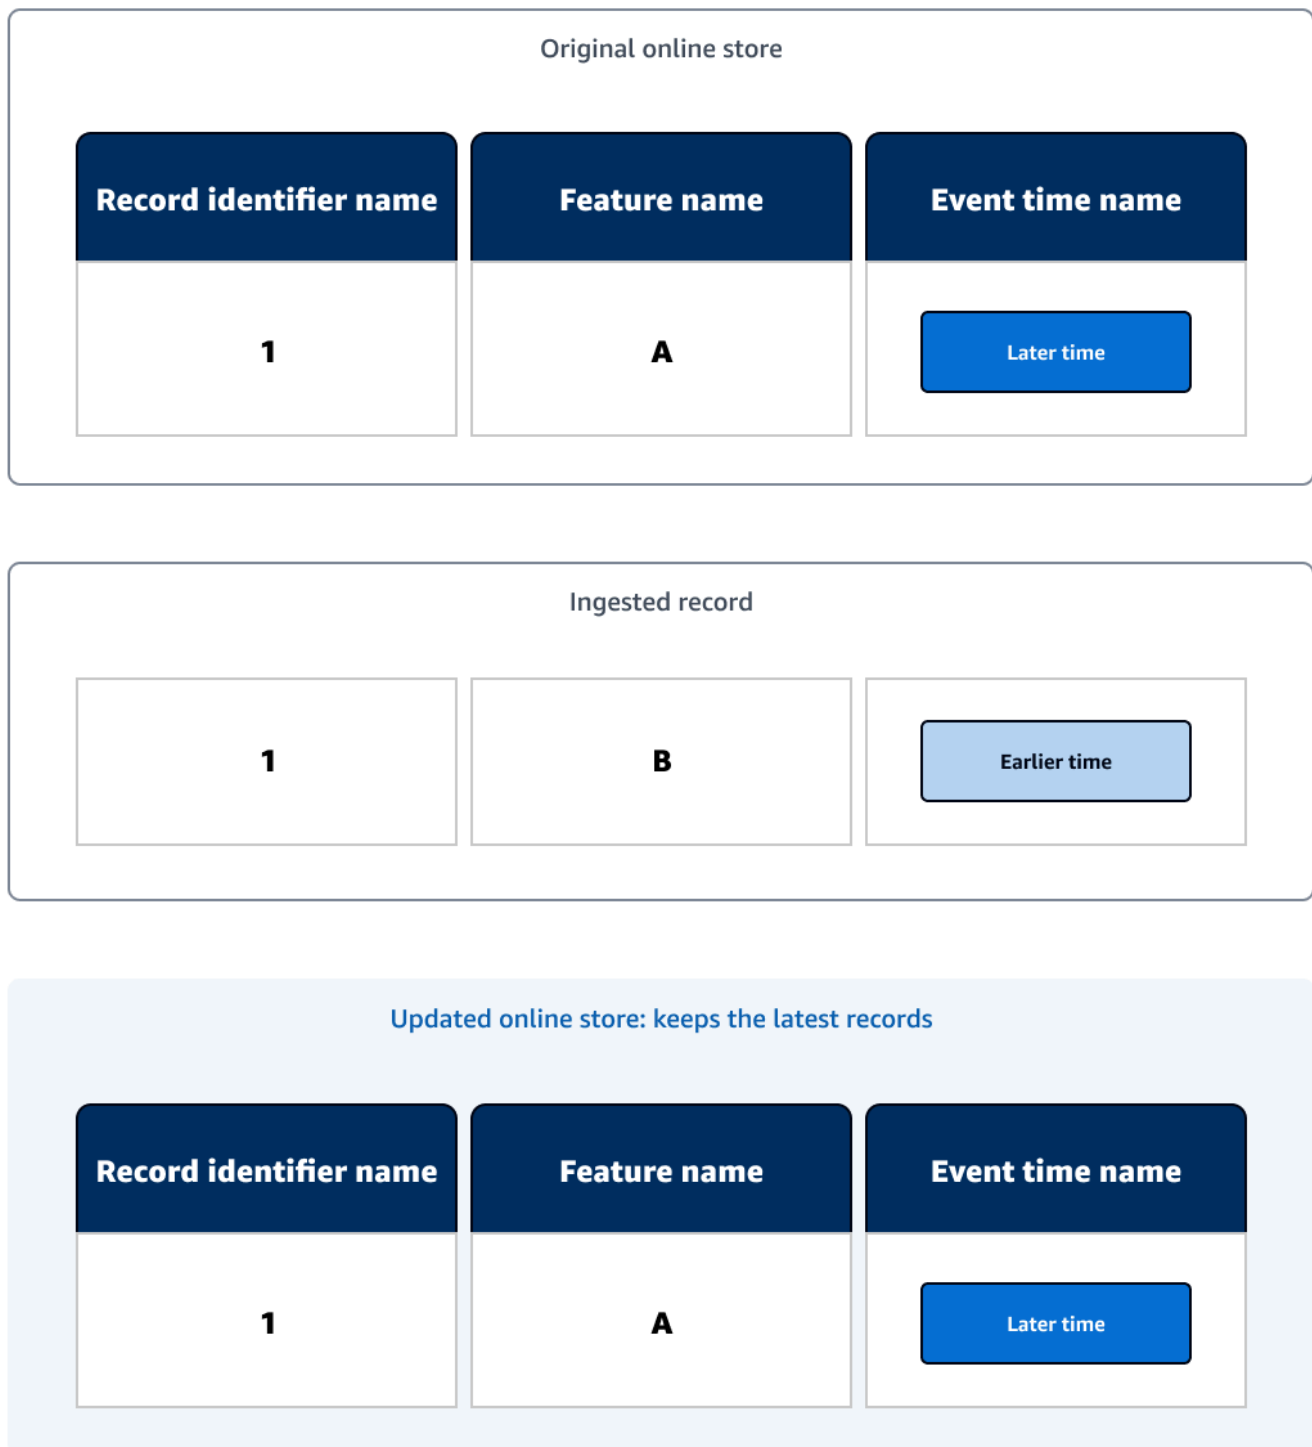 Original online store
Record identifier name Feature name Event time name
1 A Later time
Ingested record
1 B Earlier time
Updated online store: keeps the latest records
Record identifier name Feature name Event time name
1 A Later time